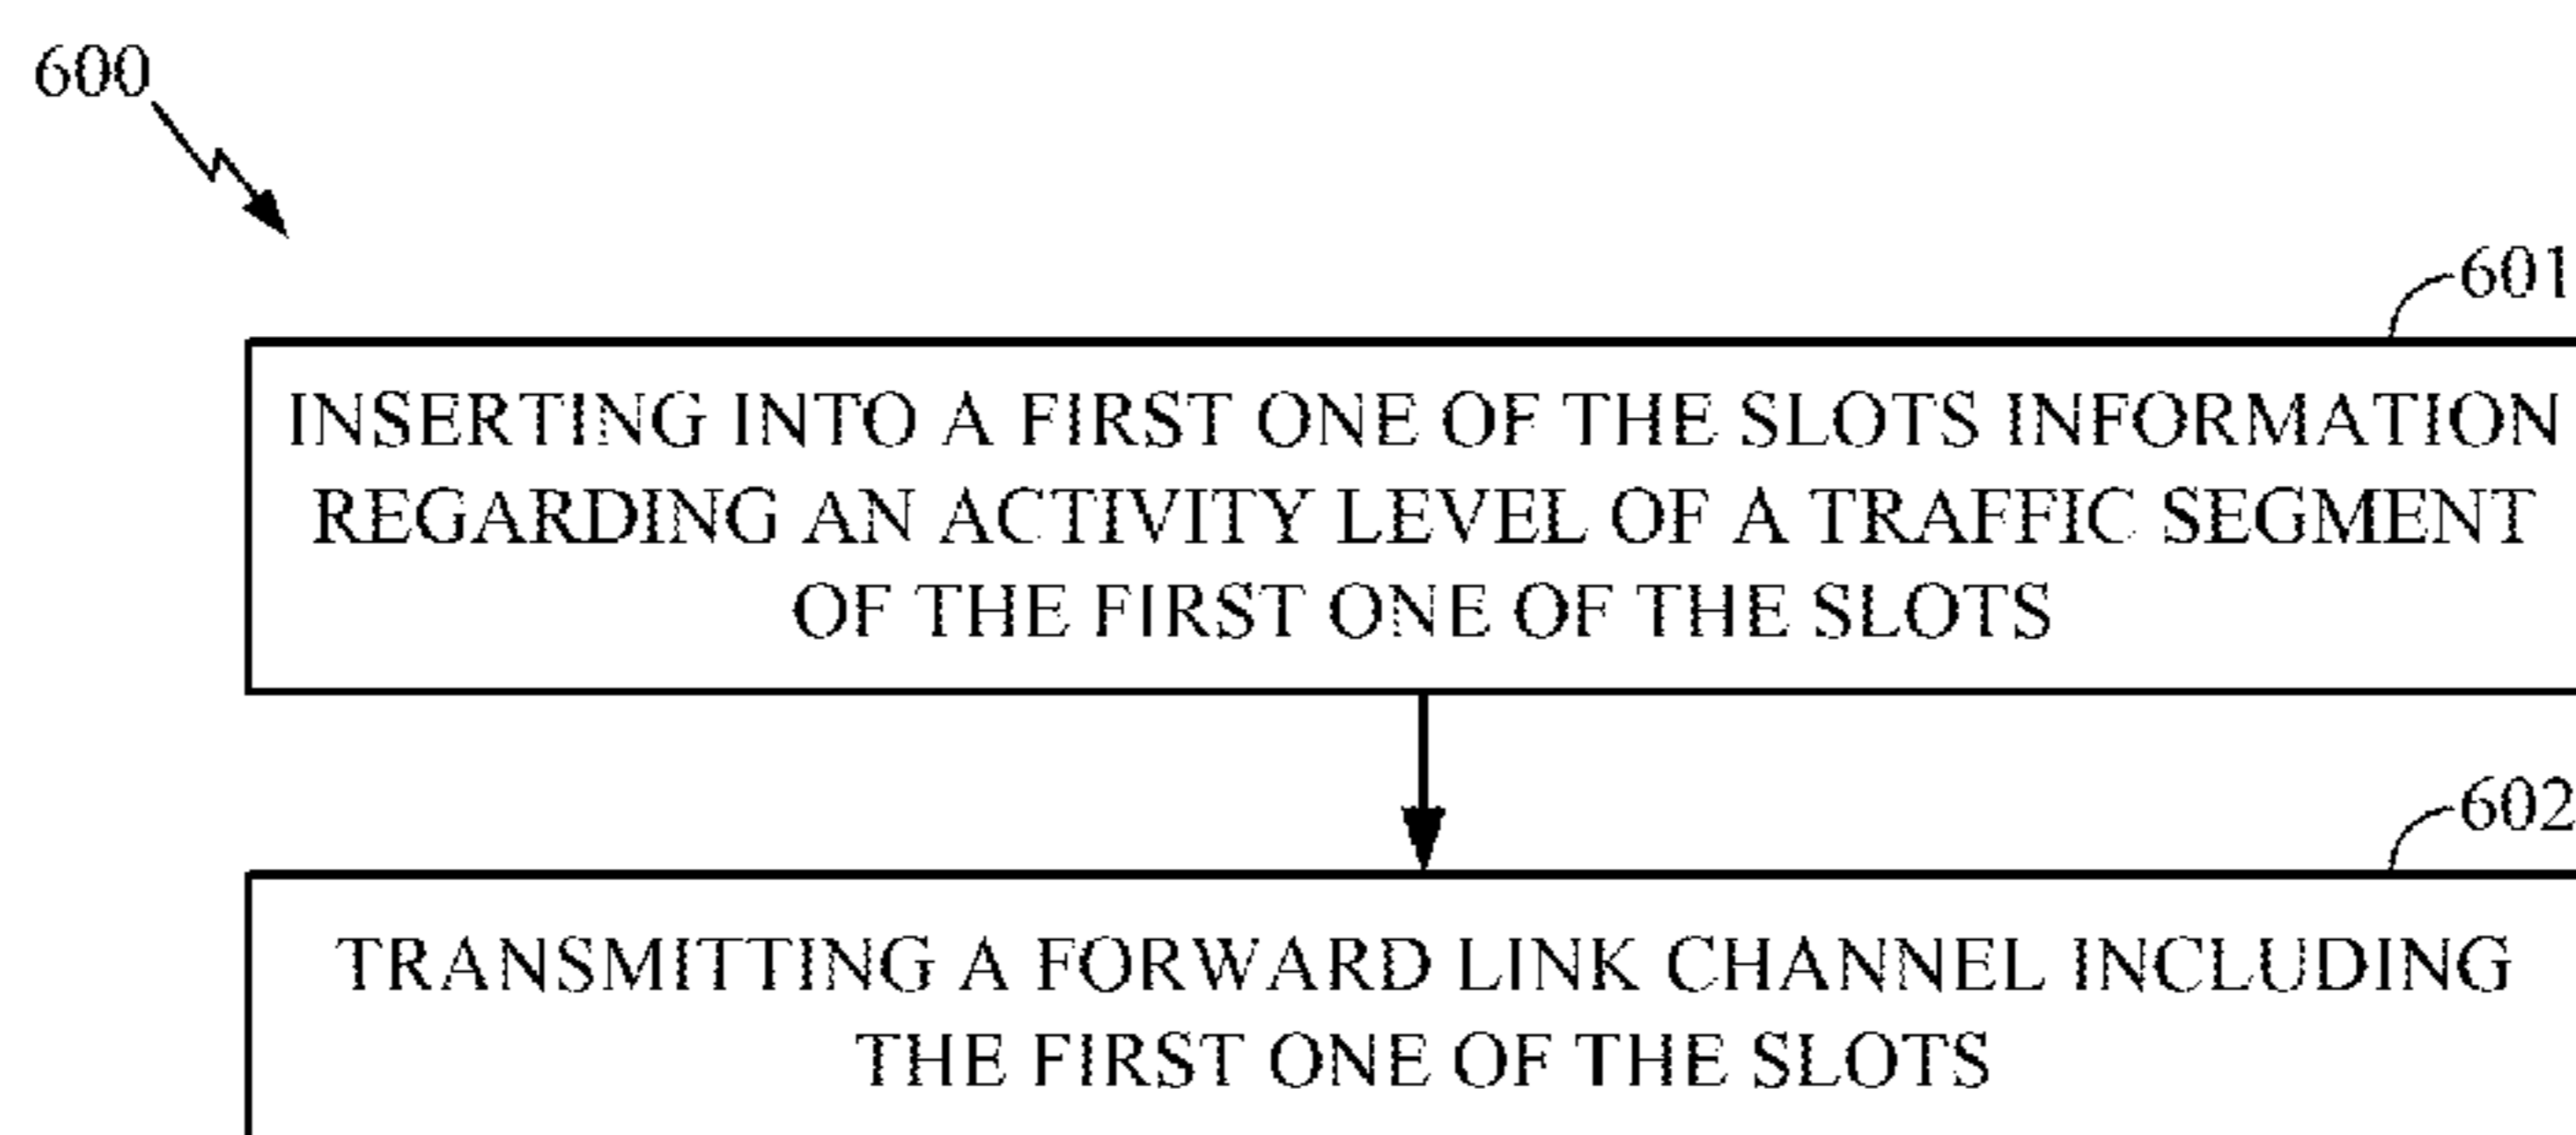 600
601
INSERTING INTO A FIRST ONE OF THE SLOTS INFORMATION
REGARDING AN ACTIVITY LEVEL OF A TRAFFIC SEGMENT
OF THE FIRST ONE OF THE SLOTS
602
TRANSMITTING A FORWARD LINK CHANNEL INCLUDING
THE FIRST ONE OF THE SLOTS